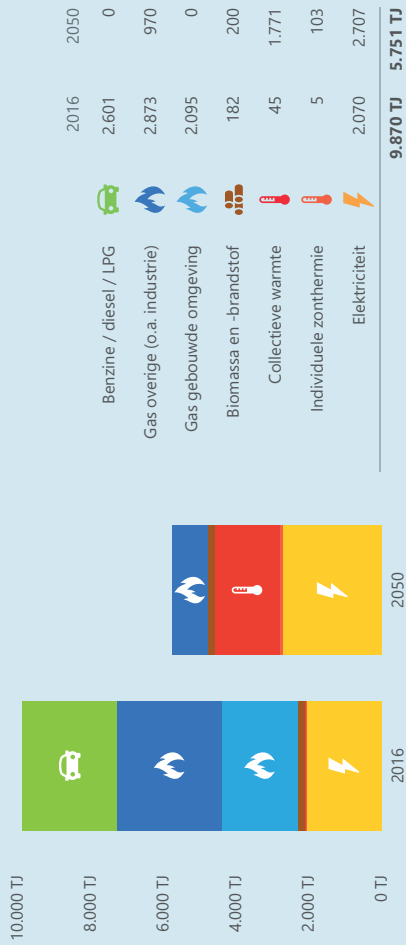 10.000 TJ
8.000 TJ
6.000 TJ
4.000 TJ
2.000 TJ
0 TJ
2016
2050
2016 2050
Benzine / diesel / LPG 2.601 0
Gas overige (o.a. industrie) 2.873 970
Gas gebouwde omgeving 2.095 0
Biomassa en -brandstof 182 200
Collectieve warmte 45 1.771
Individuele zonthermie 5 103
Elektriciteit 2.070 2.707
9.870 TJ 5.751 TJ